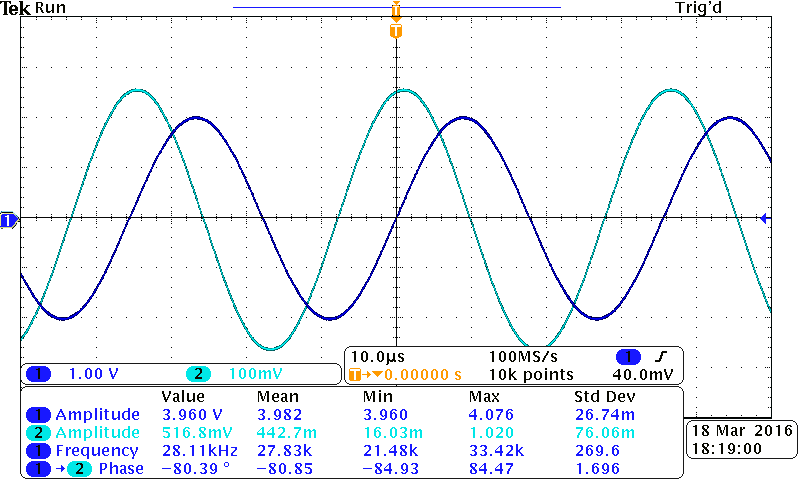 Tek Run Trig'd
T
T
1
1 1.00 V 2 100mV
10.0µs 100MS/s 1
T→▼0.00000 s 10k points 40.0mV
Value Mean Min Max Std Dev
1 Amplitude 3.960 V 3.982 3.960 4.076 26.74m
2 Amplitude 516.8mV 442.7m 16.03m 1.020 76.06m
1 Frequency 28.11kHz 27.83k 21.48k 33.42k 269.6
1 → 2 Phase −80.39 ° −80.85 −84.93 84.47 1.696
18 Mar 2016
18:19:00